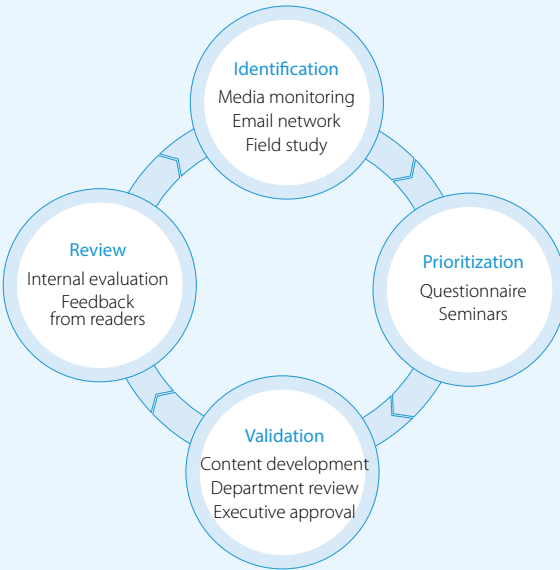 Identification
Media monitoring
Email network
Field study
Prioritization
Questionnaire
Seminars
Validation
Content development
Department review
Executive approval
Review
Internal evaluation
Feedback
from readers